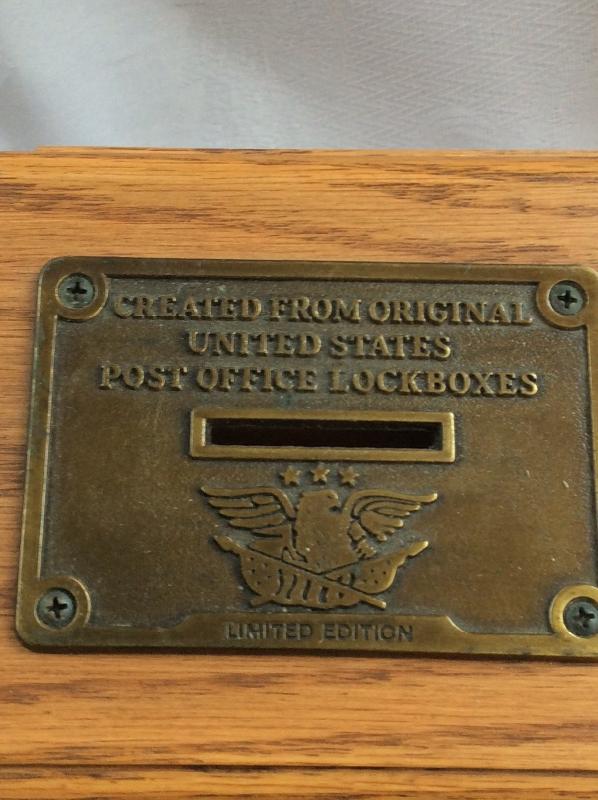 CREATED FROM ORIGINAL
UNITED STATES
POST OFFICE LOCKBOXES
LIMITED EDITION